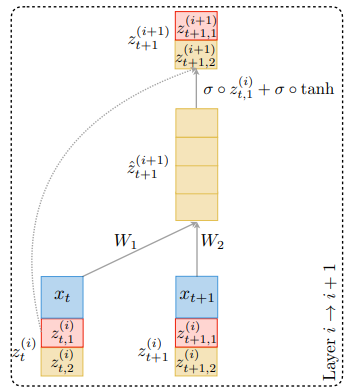 z_{t+1}^{(i+1)}
z_{t+1,1}^{(i+1)}
z_{t+1,2}^{(i+1)}
σ ∘ z_{t,1}^{(i)} + σ ∘ tanh
ẑ_{t+1}^{(i+1)}
W_1
W_2
x_t
x_{t+1}
z_t^{(i)}
z_{t,1}^{(i)}
z_{t,2}^{(i)}
z_{t+1}^{(i)}
z_{t+1,1}^{(i)}
z_{t+1,2}^{(i)}
Layer i → i + 1